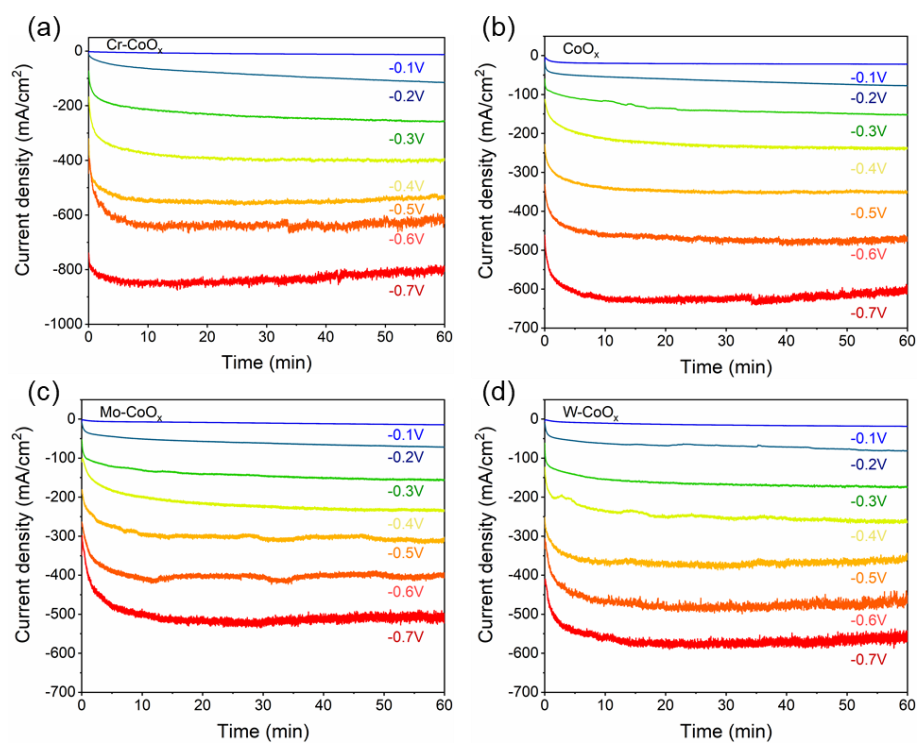 (a)
Cr-CoOₓ
0
-200
-400
-600
-800
-1000
-0.1V
-0.2V
-0.3V
-0.4V
-0.5V
-0.6V
-0.7V
0 10 20 30 40 50 60
Time (min)
Current density (mA/cm²)
(b)
CoOₓ
0
-100
-200
-300
-400
-500
-600
-700
-0.1V
-0.2V
-0.3V
-0.4V
-0.5V
-0.6V
-0.7V
0 10 20 30 40 50 60
Time (min)
Current density (mA/cm²)
(c)
Mo-CoOₓ
0
-100
-200
-300
-400
-500
-600
-700
-0.1V
-0.2V
-0.3V
-0.4V
-0.5V
-0.6V
-0.7V
0 10 20 30 40 50 60
Time (min)
Current density (mA/cm²)
(d)
W-CoOₓ
0
-100
-200
-300
-400
-500
-600
-700
-0.1V
-0.2V
-0.3V
-0.4V
-0.5V
-0.6V
-0.7V
0 10 20 30 40 50 60
Time (min)
Current density (mA/cm²)